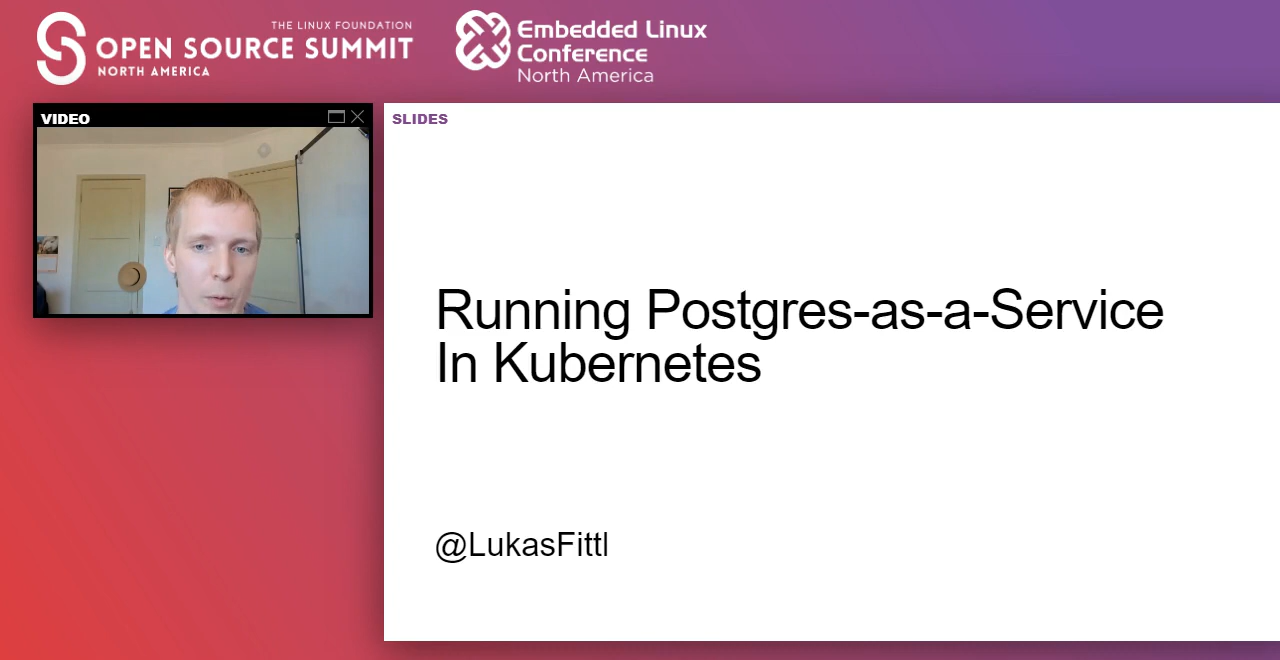 THE LINUX FOUNDATION
OPEN SOURCE SUMMIT
NORTH AMERICA
Embedded Linux
Conference
North America
VIDEO
SLIDES
Running Postgres-as-a-Service
In Kubernetes
@LukasFittl